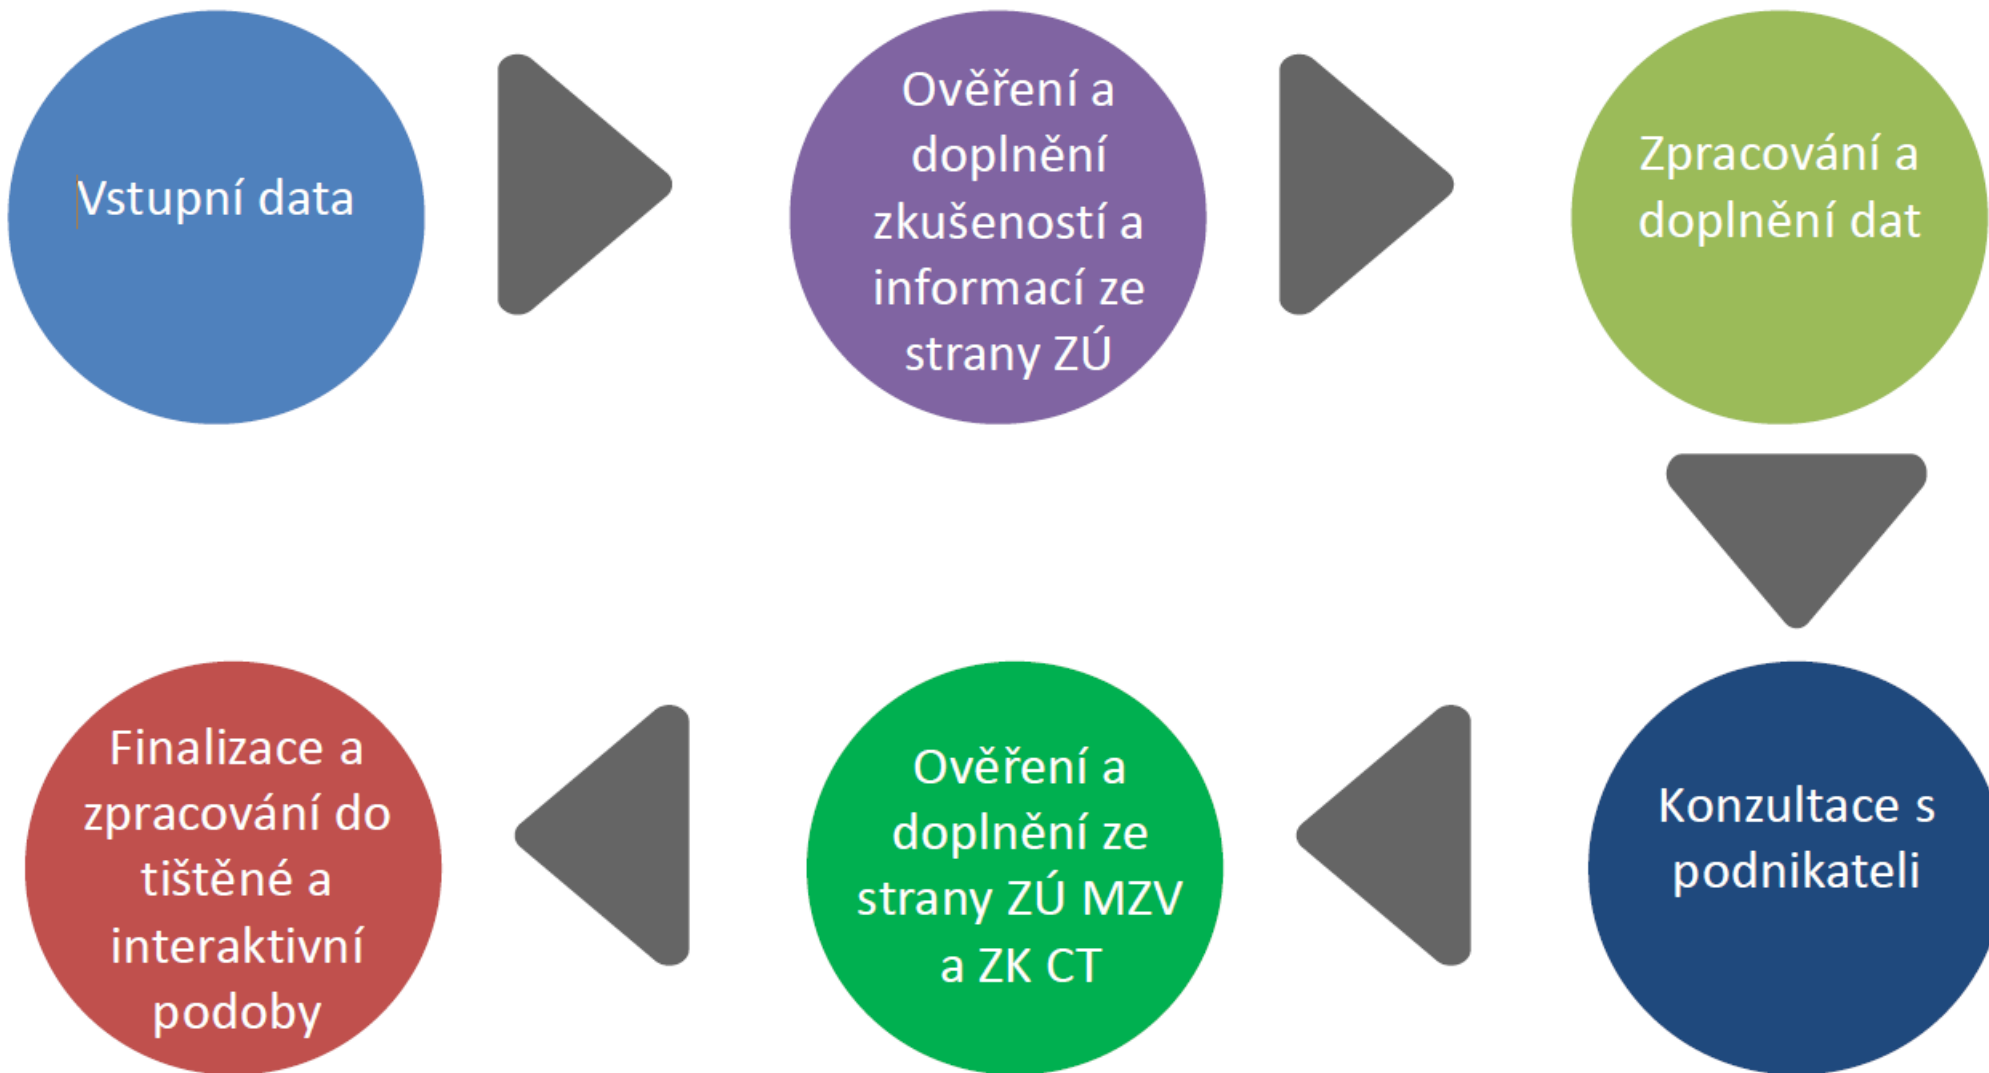 Vstupní data
Ověření a
doplnění
zkušeností a
informací ze
strany ZÚ
Zpracování a
doplnění dat
Konzultace s
podnikateli
Ověření a
doplnění ze
strany ZÚ MZV
a ZK CT
Finalizace a
zpracování do
tištěné a
interaktivní
podoby